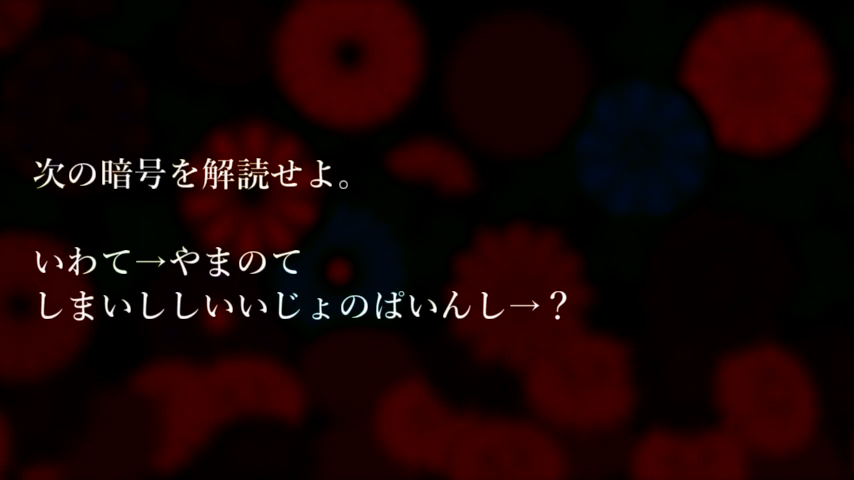 次の暗号を解読せよ。
いわて→やまのて
しまいししいいじょのぱいんし→？